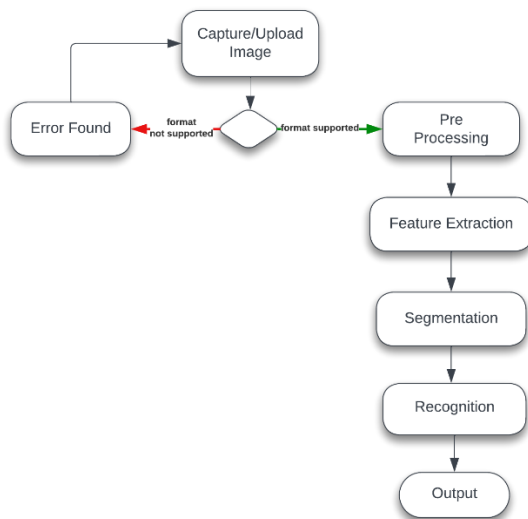 Capture/Upload
Image
Error Found
format
not supported
format supported
Pre
Processing
Feature Extraction
Segmentation
Recognition
Output